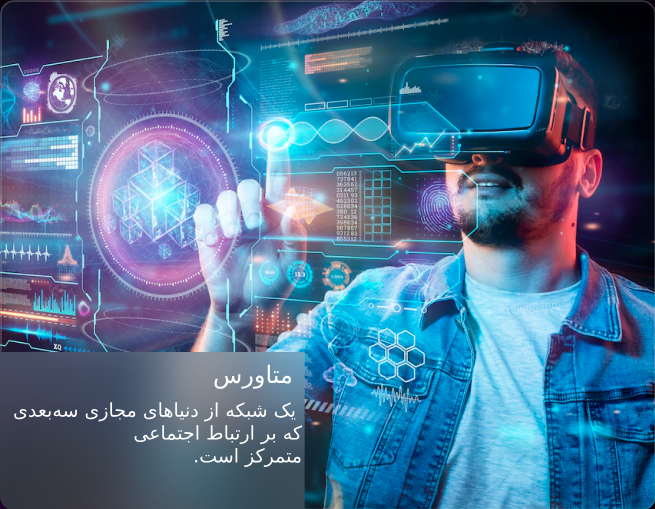 متاورس
یک شبکه از دنیاهای مجازی سه‌بعدی
که بر ارتباط اجتماعی
متمرکز است.